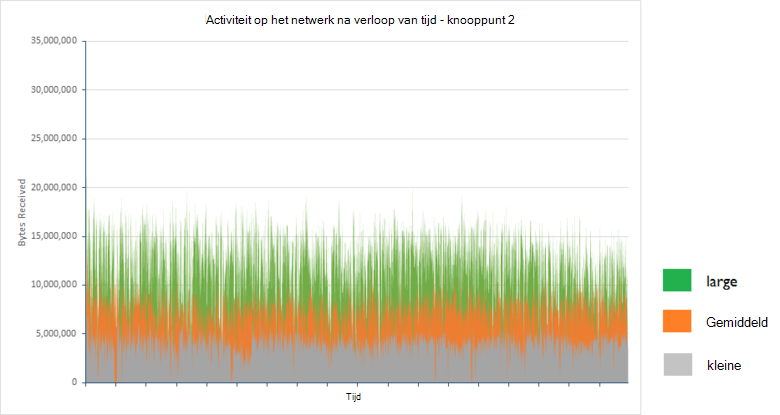 Activiteit op het netwerk na verloop van tijd - knooppunt 2
35,000,000
30,000,000
25,000,000
20,000,000
15,000,000
10,000,000
5,000,000
0
Bytes Received
Tijd
large
Gemiddeld
kleine